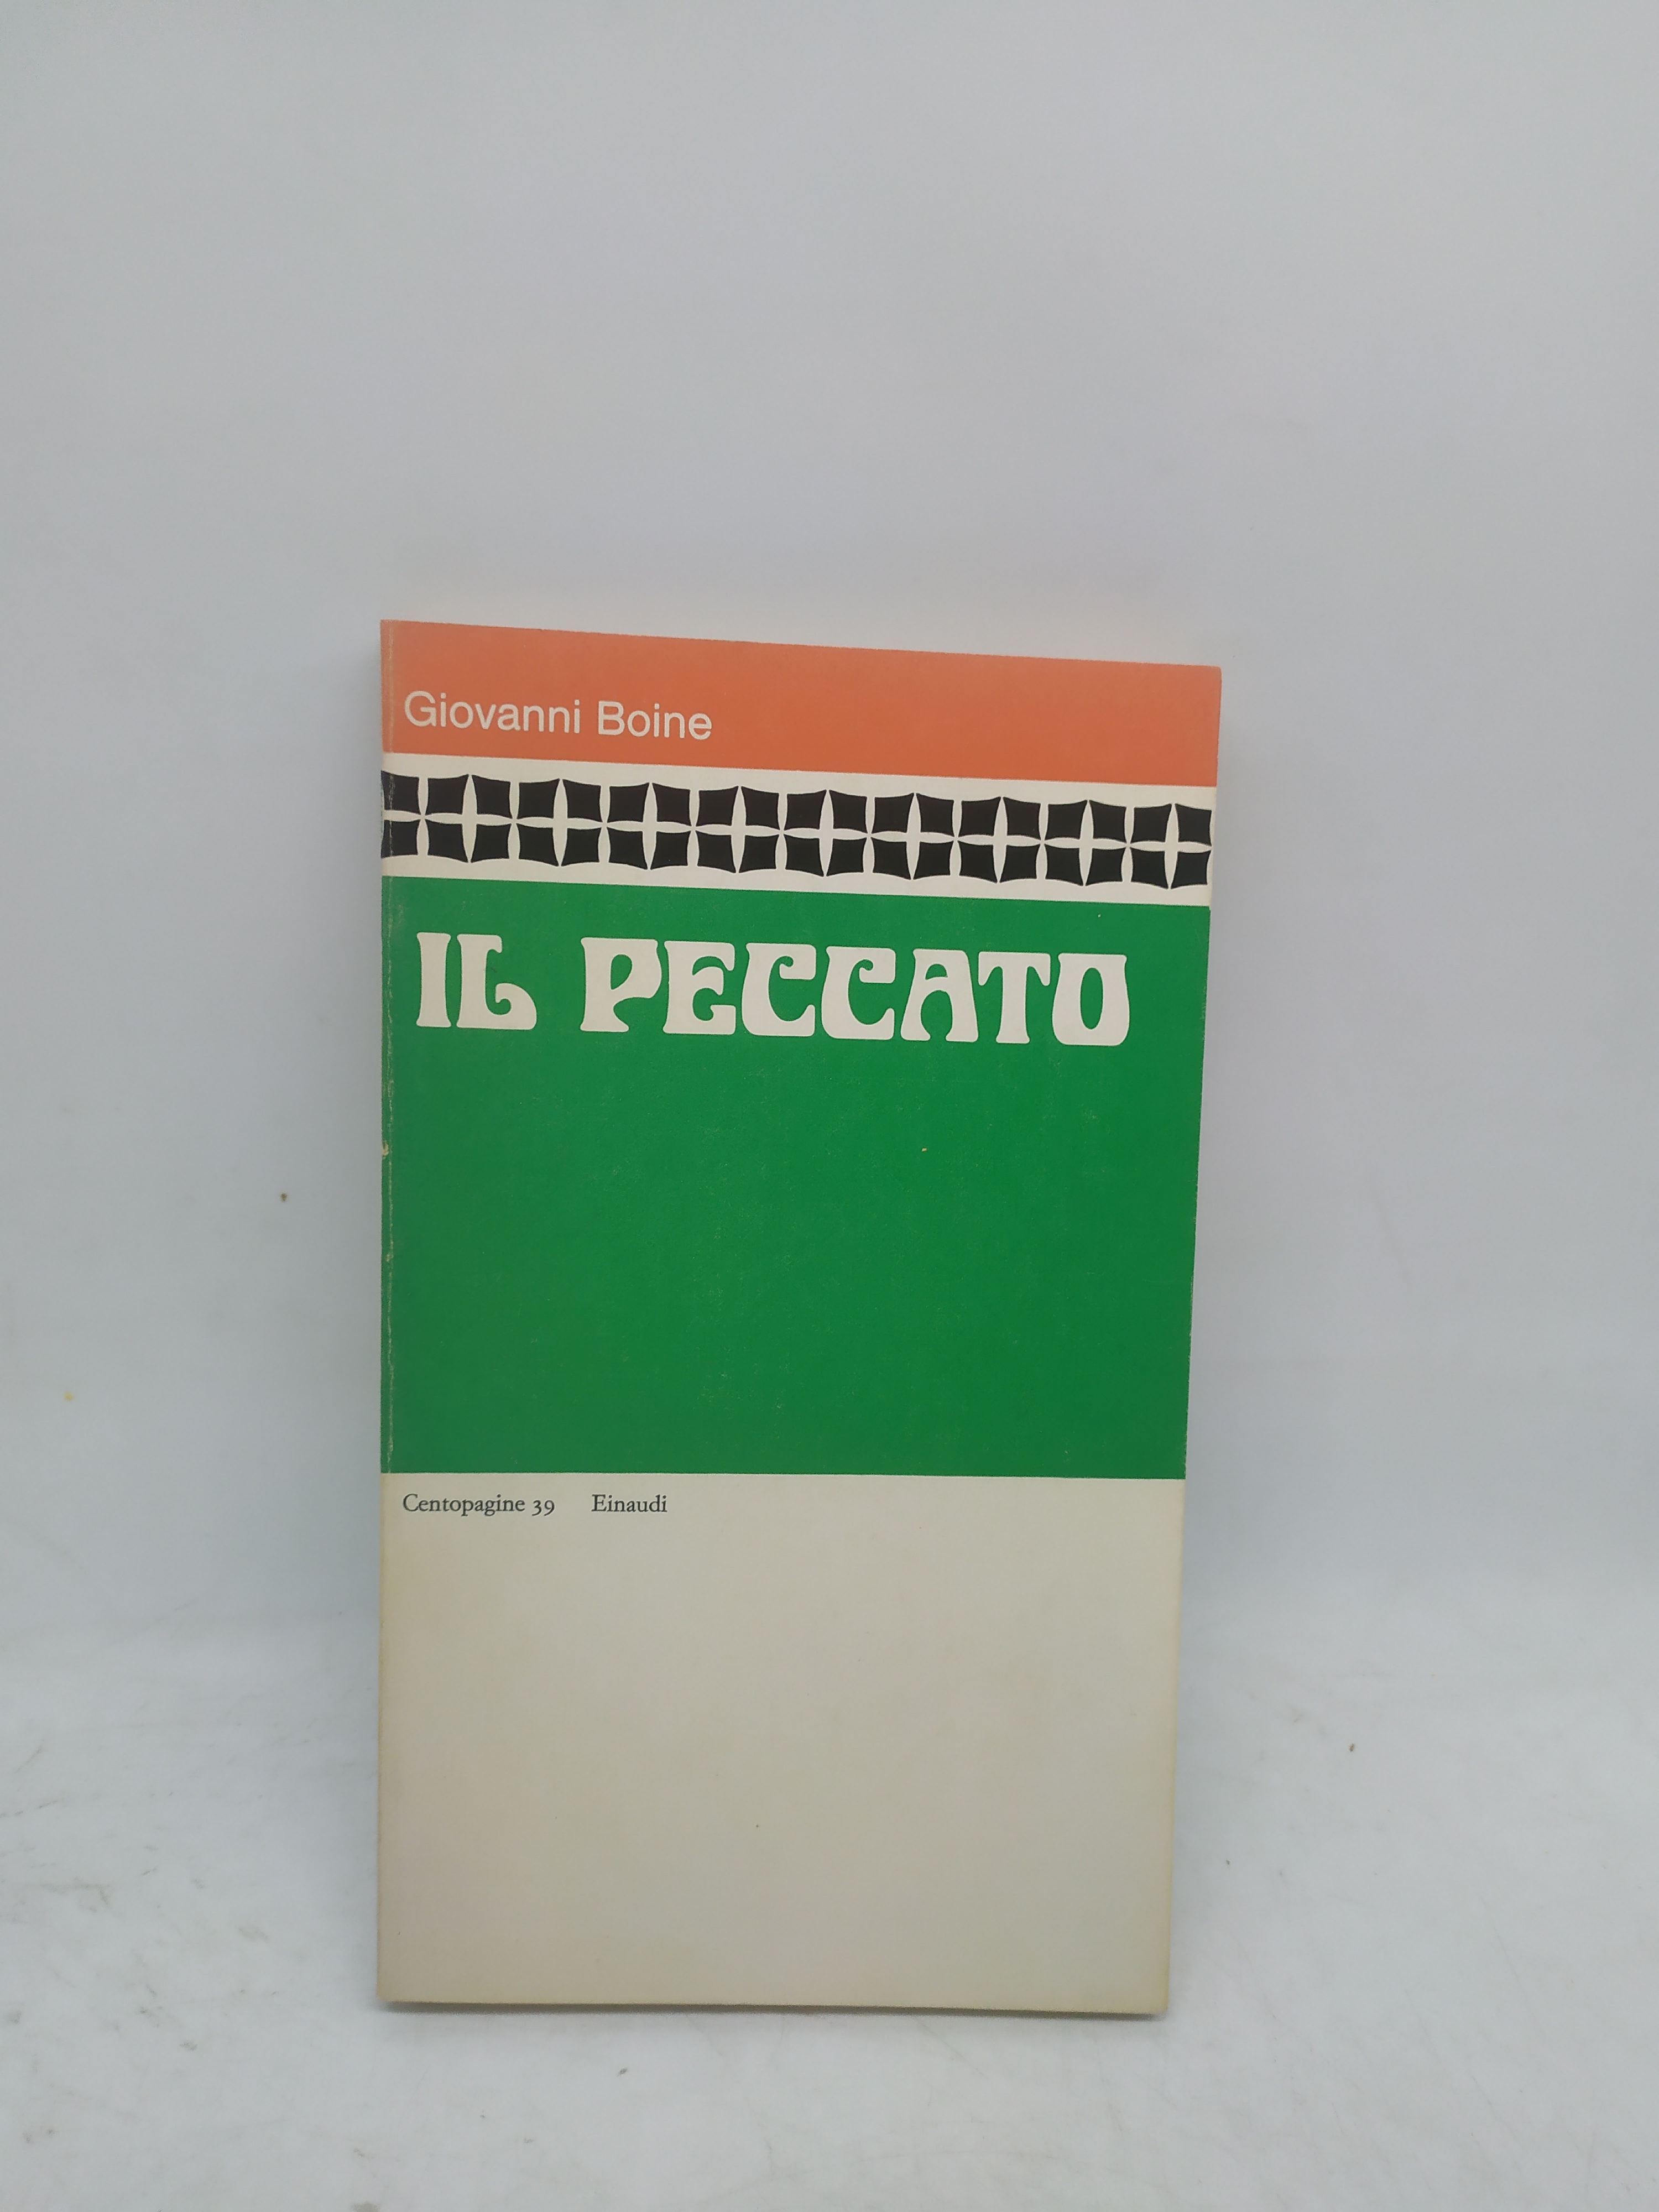 Giovanni Boine
IL PECCATO
Centopagine 39 Einaudi